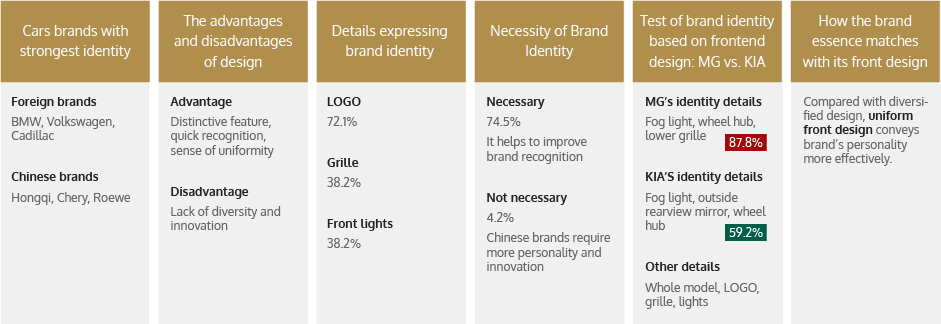 Cars brands with
strongest identity
Foreign brands
BMW, Volkswagen,
Cadillac
Chinese brands
Hongqi, Chery, Roewe
The advantages
and disadvantages
of design
Advantage
Distinctive feature,
quick recognition,
sense of uniformity
Disadvantage
Lack of diversity and
innovation
Details expressing
brand identity
LOGO
72.1%
Grille
38.2%
Front lights
38.2%
Necessity of Brand
Identity
Necessary
74.5%
It helps to improve
brand recognition
Not necessary
4.2%
Chinese brands require
more personality and
innovation
Test of brand identity
based on frontend
design: MG vs. KIA
MG's identity details
Fog light, wheel hub,
lower grille
87.8%
KIA'S identity details
Fog light, outside
rearview mirror, wheel
hub
59.2%
Other details
Whole model, LOGO,
grille, lights
How the brand
essence matches
with its front design
Compared with diversi-
fied design, uniform
front design conveys
brand's personality
more effectively.